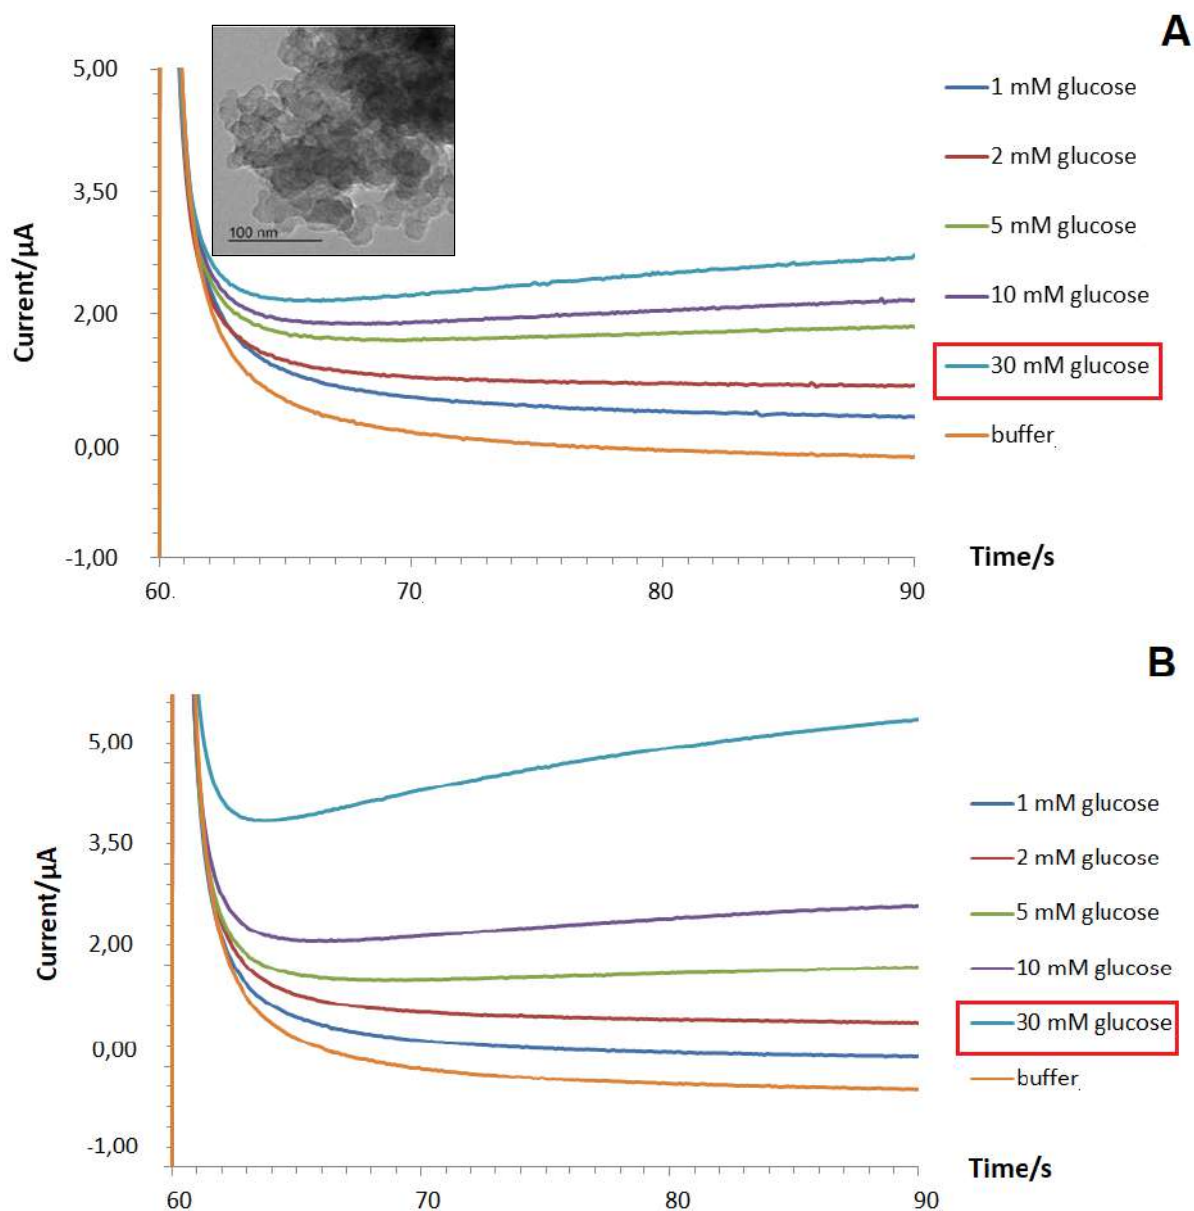 A
5,00
3,50
2,00
0,00
-1,00
Current/µA
100 nm
1 mM glucose
2 mM glucose
5 mM glucose
10 mM glucose
30 mM glucose
buffer
Time/s
60 70 80 90
B
5,00
3,50
2,00
0,00
-1,00
Current/µA
1 mM glucose
2 mM glucose
5 mM glucose
10 mM glucose
30 mM glucose
buffer
Time/s
60 70 80 90